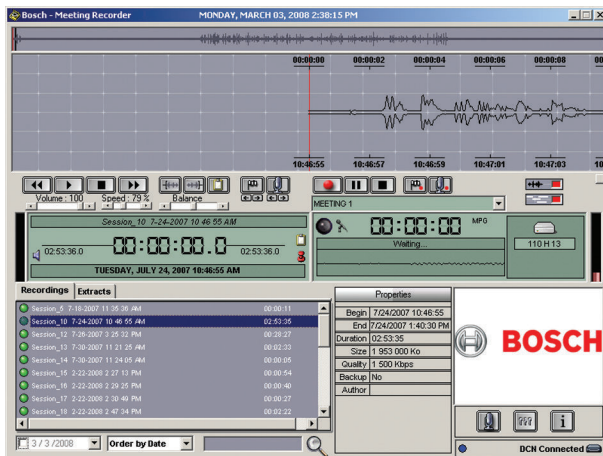 Bosch - Meeting Recorder MONDAY, MARCH 03, 2008 2:38:15 PM
00:00:00 00:00:02 00:00:04 00:00:06 00:00:08 00
10:46:55 10:46:57 10:46:59 10:47:01 10:47:03 10
Volume : 100 Speed : 79 % Balance
MEETING 1
Session_10 7-24-2007 10 46 55 AM
02:53:36.0 00:00:00.0 02:53:36.0
TUESDAY, JULY 24, 2007 10:46:55 AM
00:00:00 MPG
Waiting...
110 H 13
Recordings Extracts
Session_5 7-18-2007 11 35 36 AM 00:00:11
Session_10 7-24-2007 10 46 55 AM 02:53:35
Session_12 7-26-2007 3 25 32 PM 00:20:27
Session_13 7-30-2007 11 21 25 AM 00:02:33
Session_14 7-30-2007 11 24 05 AM 00:00:05
Session_15 2-22-2008 2 27 13 PM 00:00:54
Session_16 2-22-2008 2 29 25 PM 00:00:40
Session_17 2-22-2008 2 30 49 PM 00:00:27
Session_18 2-22-2008 2 47 34 PM 00:02:22
3 / 3 /2008 Order by Date
Properties
Begin 7/24/2007 10:46:55
End 7/24/2007 1:40:30 PM
Duration 02:53:35
Size 1 953 000 Ko
Quality 1 500 Kbps
Backup No
Author
BOSCH
DCN Connected